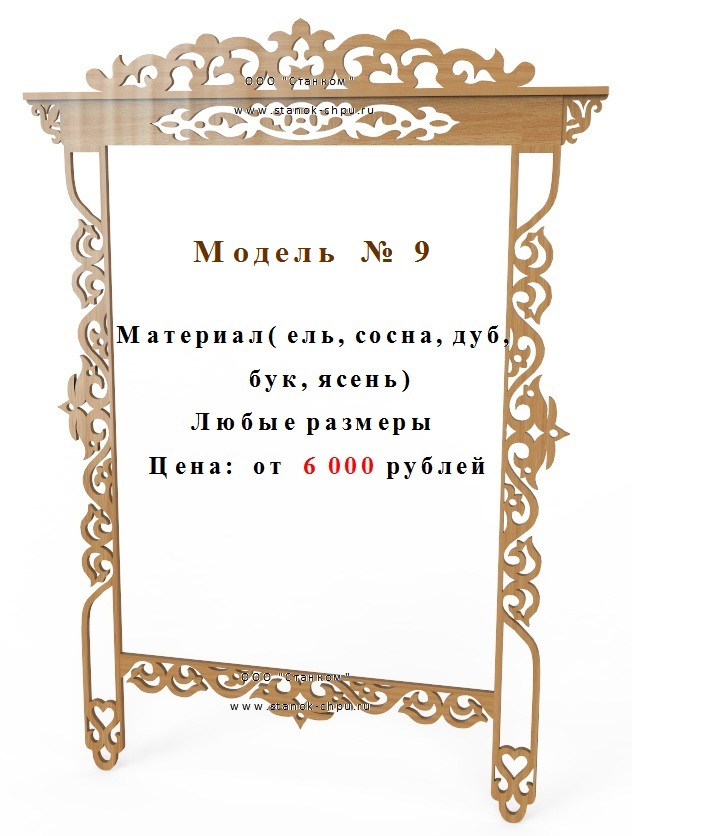 ООО "Станком"
www.stanok-chpu.ru
Модель № 9
Материал( ель, сосна, дуб,
бук, ясень)
Любые размеры
Цена: от 6 000 рублей
ООО "Станком"
www.stanok-chpu.ru